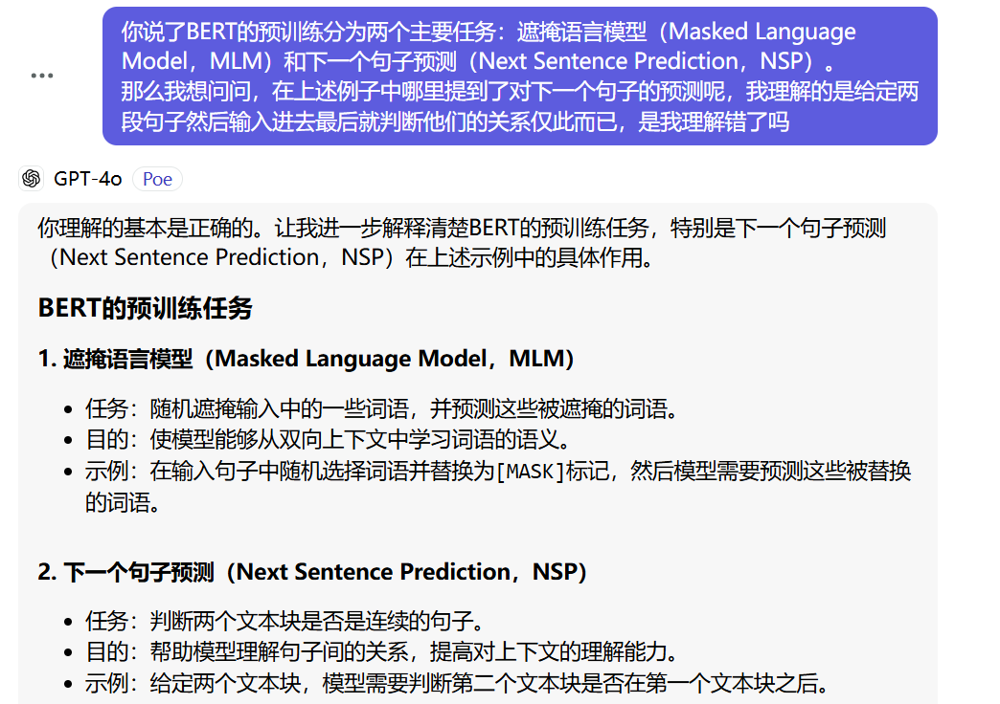 你说了BERT的预训练分为两个主要任务：遮掩语言模型（Masked Language
Model，MLM）和下一个句子预测（Next Sentence Prediction，NSP）。
那么我想问问，在上述例子中哪里提到了对下一个句子的预测呢，我理解的是给定两
段句子然后输入进去最后就判断他们的关系仅此而已，是我理解错了吗
GPT-4o Poe
你理解的基本是正确的。让我进一步解释清楚BERT的预训练任务，特别是下一个句子预测
（Next Sentence Prediction，NSP）在上述示例中的具体作用。
BERT的预训练任务
1. 遮掩语言模型（Masked Language Model，MLM）
• 任务：随机遮掩输入中的一些词语，并预测这些被遮掩的词语。
• 目的：使模型能够从双向上下文中学习词语的语义。
• 示例：在输入句子中随机选择词语并替换为[MASK]标记，然后模型需要预测这些被替换
的词语。
2. 下一个句子预测（Next Sentence Prediction，NSP）
• 任务：判断两个文本块是否是连续的句子。
• 目的：帮助模型理解句子间的关系，提高对上下文的理解能力。
• 示例：给定两个文本块，模型需要判断第二个文本块是否在第一个文本块之后。